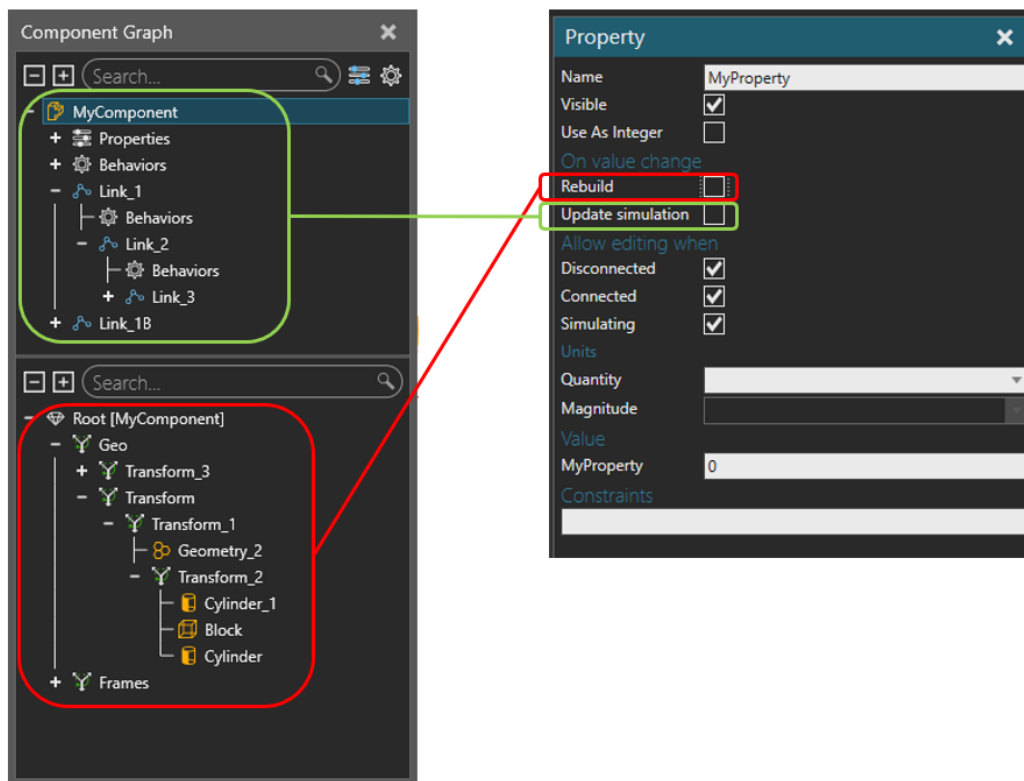 Component Graph
Search...
MyComponent
Properties
Behaviors
Link_1
Behaviors
Link_2
Behaviors
Link_3
Link_1B
Search...
Root [MyComponent]
Geo
Transform_3
Transform
Transform_1
Geometry_2
Transform_2
Cylinder_1
Block
Cylinder
Frames
Property
Name MyProperty
Visible
Use As Integer
On value change
Rebuild
Update simulation
Allow editing when
Disconnected
Connected
Simulating
Units
Quantity
Magnitude
Value
MyProperty 0
Constraints